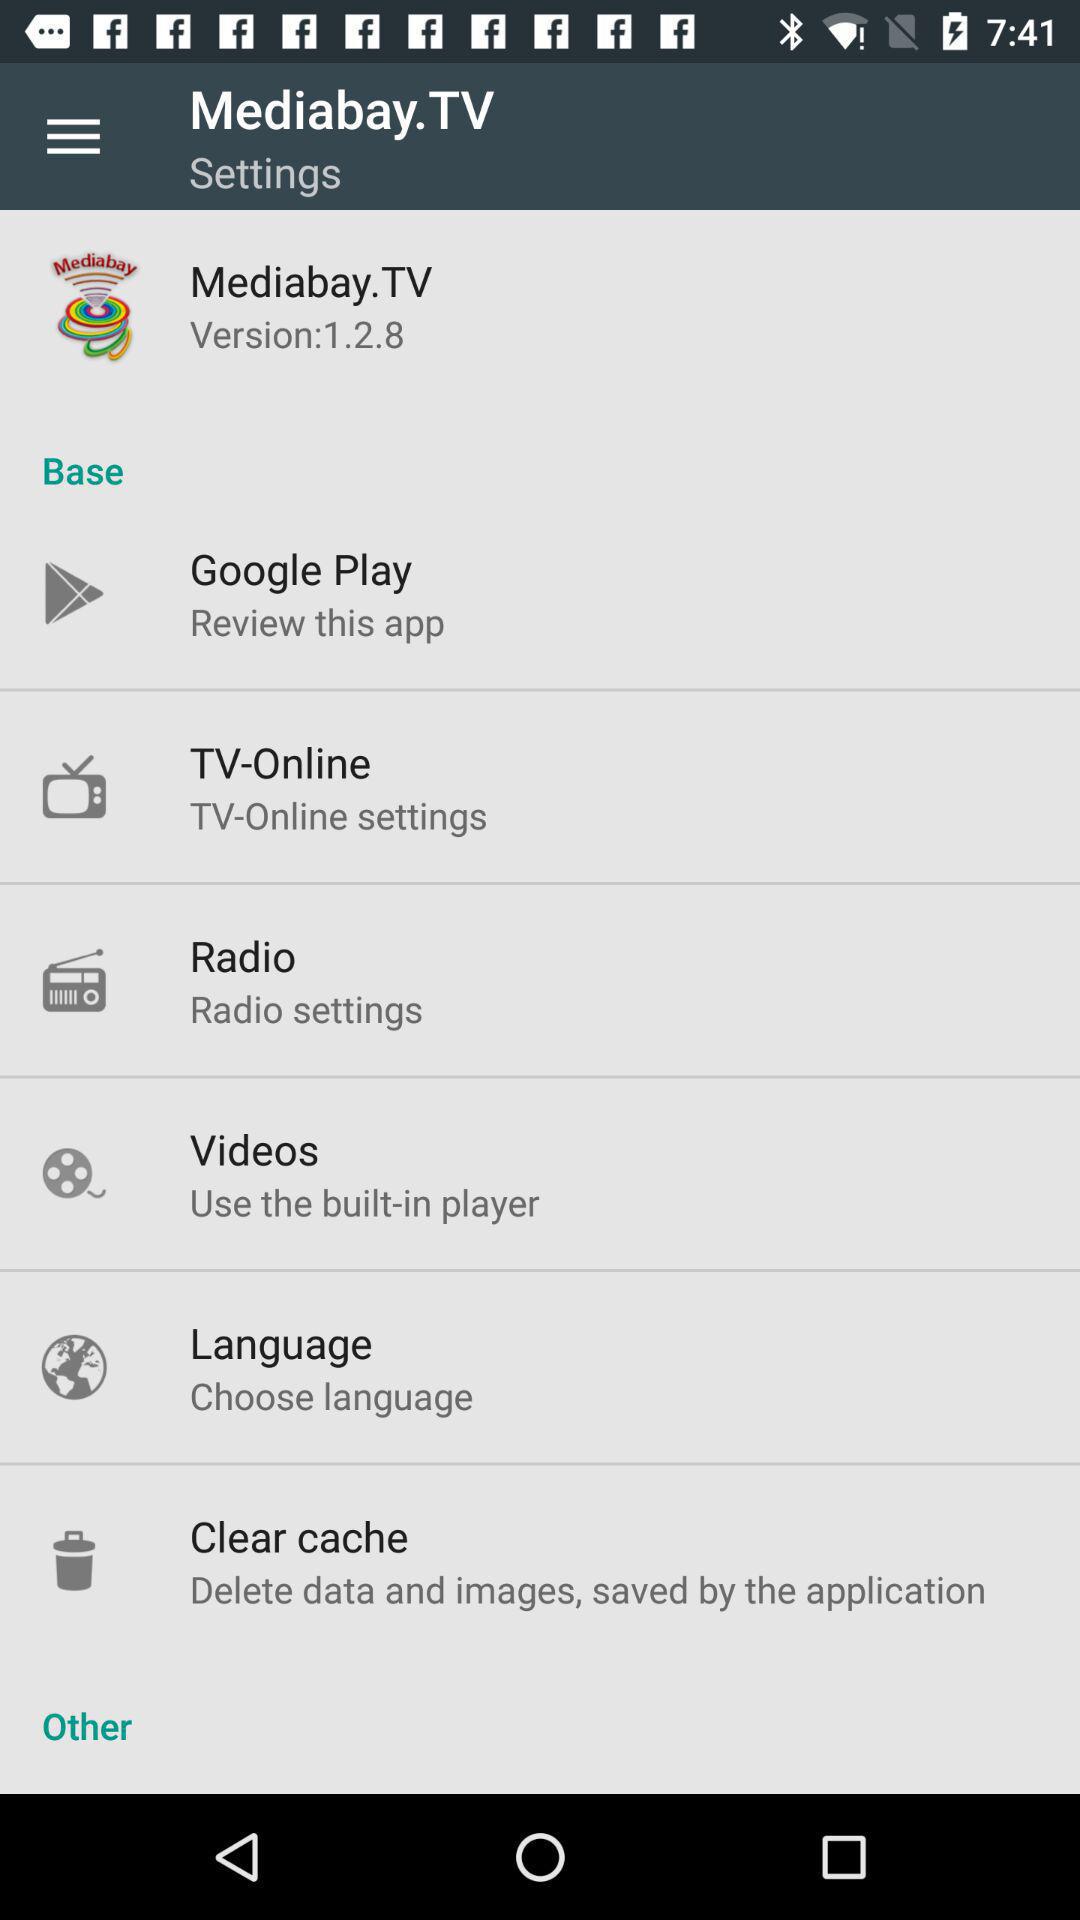 7:41
Mediabay.TV
Settings
Mediabay
Mediabay.TV
Version:1.2.8
Base
Google Play
Review this app
TV-Online
TV-Online settings
Radio
Radio settings
Videos
Use the built-in player
Language
Choose language
Clear cache
Delete data and images, saved by the application
Other